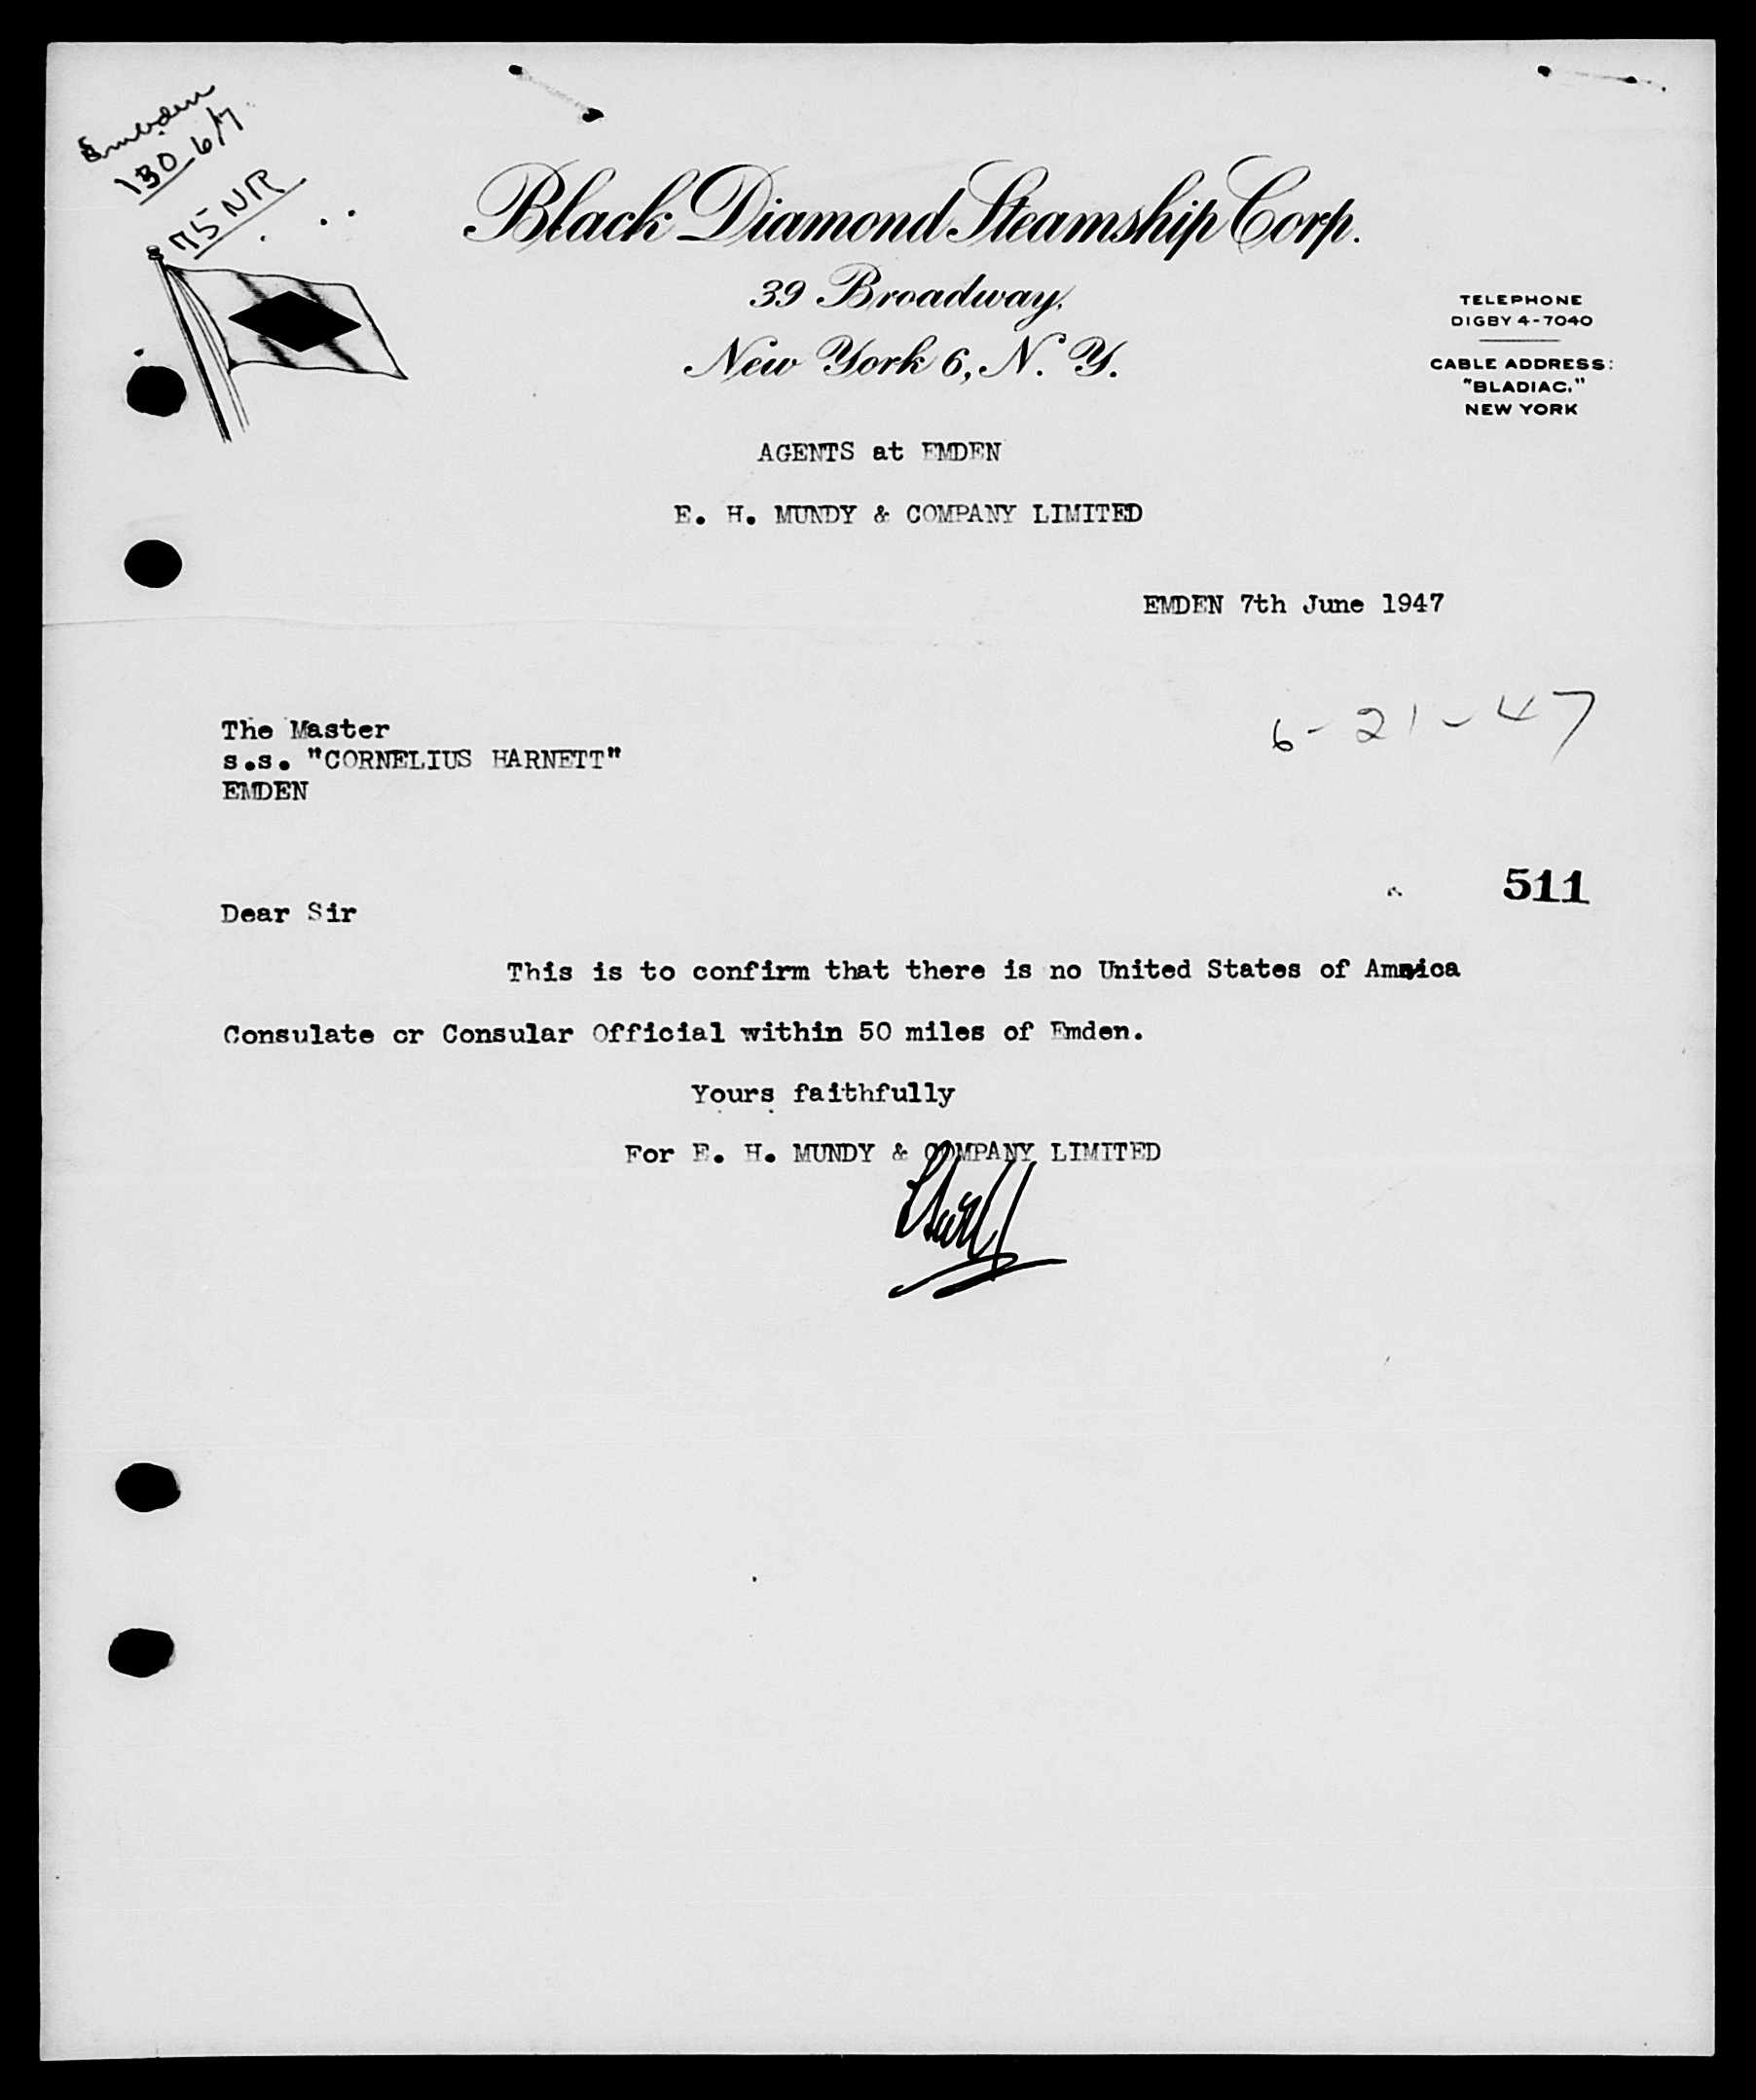 Emden
130 6/7
75 NR
Black Diamond Steamship Corp.
39 Broadway,
New York 6, N. Y.
TELEPHONE
DIGBY 4-7040
CABLE ADDRESS:
"BLADIAC,"
NEW YORK
AGENTS at EMDEN
E. H. MUNDY & COMPANY LIMITED
EMDEN 7th June 1947
6-21-47
The Master
s.s. "CORNELIUS HARNETT"
EMDEN
511
Dear Sir
This is to confirm that there is no United States of
Consulate or Consular Official within 50 miles of Emden.
Yours faithfully
For E. H. MUNDY & COMPANY LIMITED